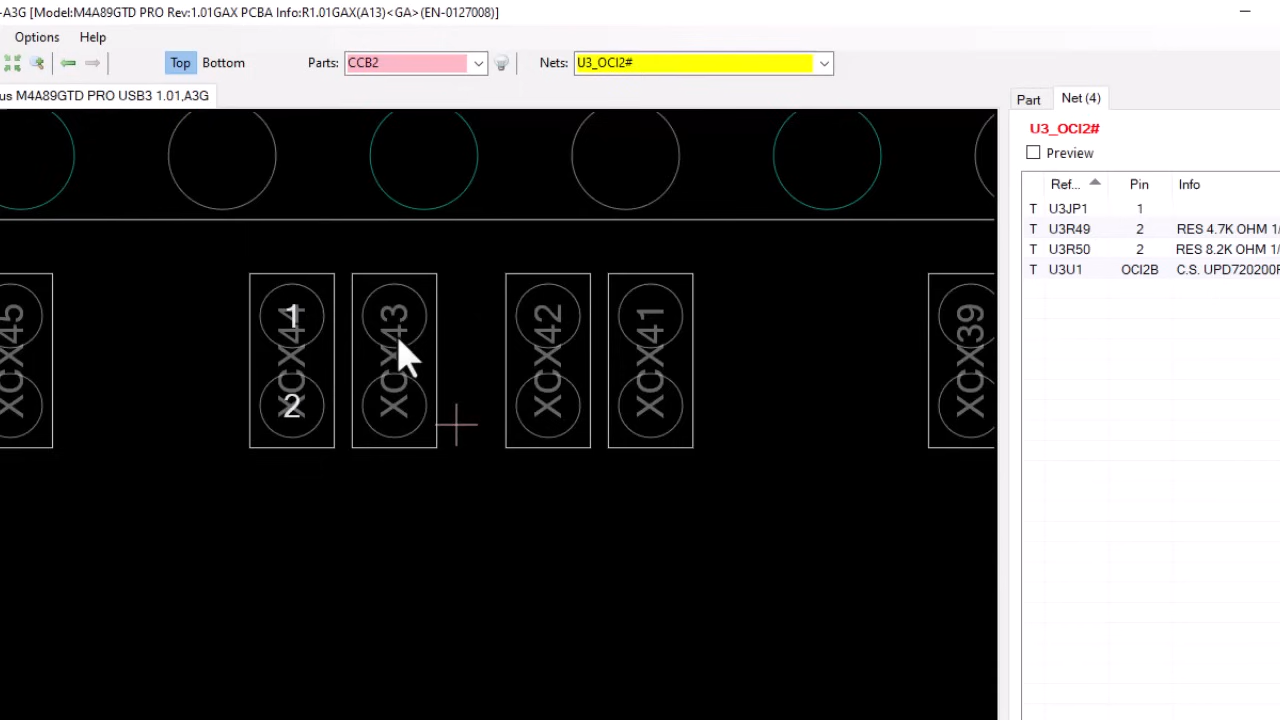 -A3G [Model:M4A89GTD PRO Rev:1.01GAX PCBA Info:R1.01GAX(A13)<GA>(EN-0127008)]
Options Help
Top Bottom Parts: CCB2 Nets: U3_OCI2#
us M4A89GTD PRO USB3 1.01,A3G
Part Net (4)
U3_OCI2#
Preview
Ref... Pin Info
T U3JP1 1
T U3R49 2 RES 4.7K OHM 1/
T U3R50 2 RES 8.2K OHM 1/
T U3U1 OCI2B C.S. UPD720200F
XCX45
XCX44
1
2
XCX43
XCX42
XCX41
XCX39